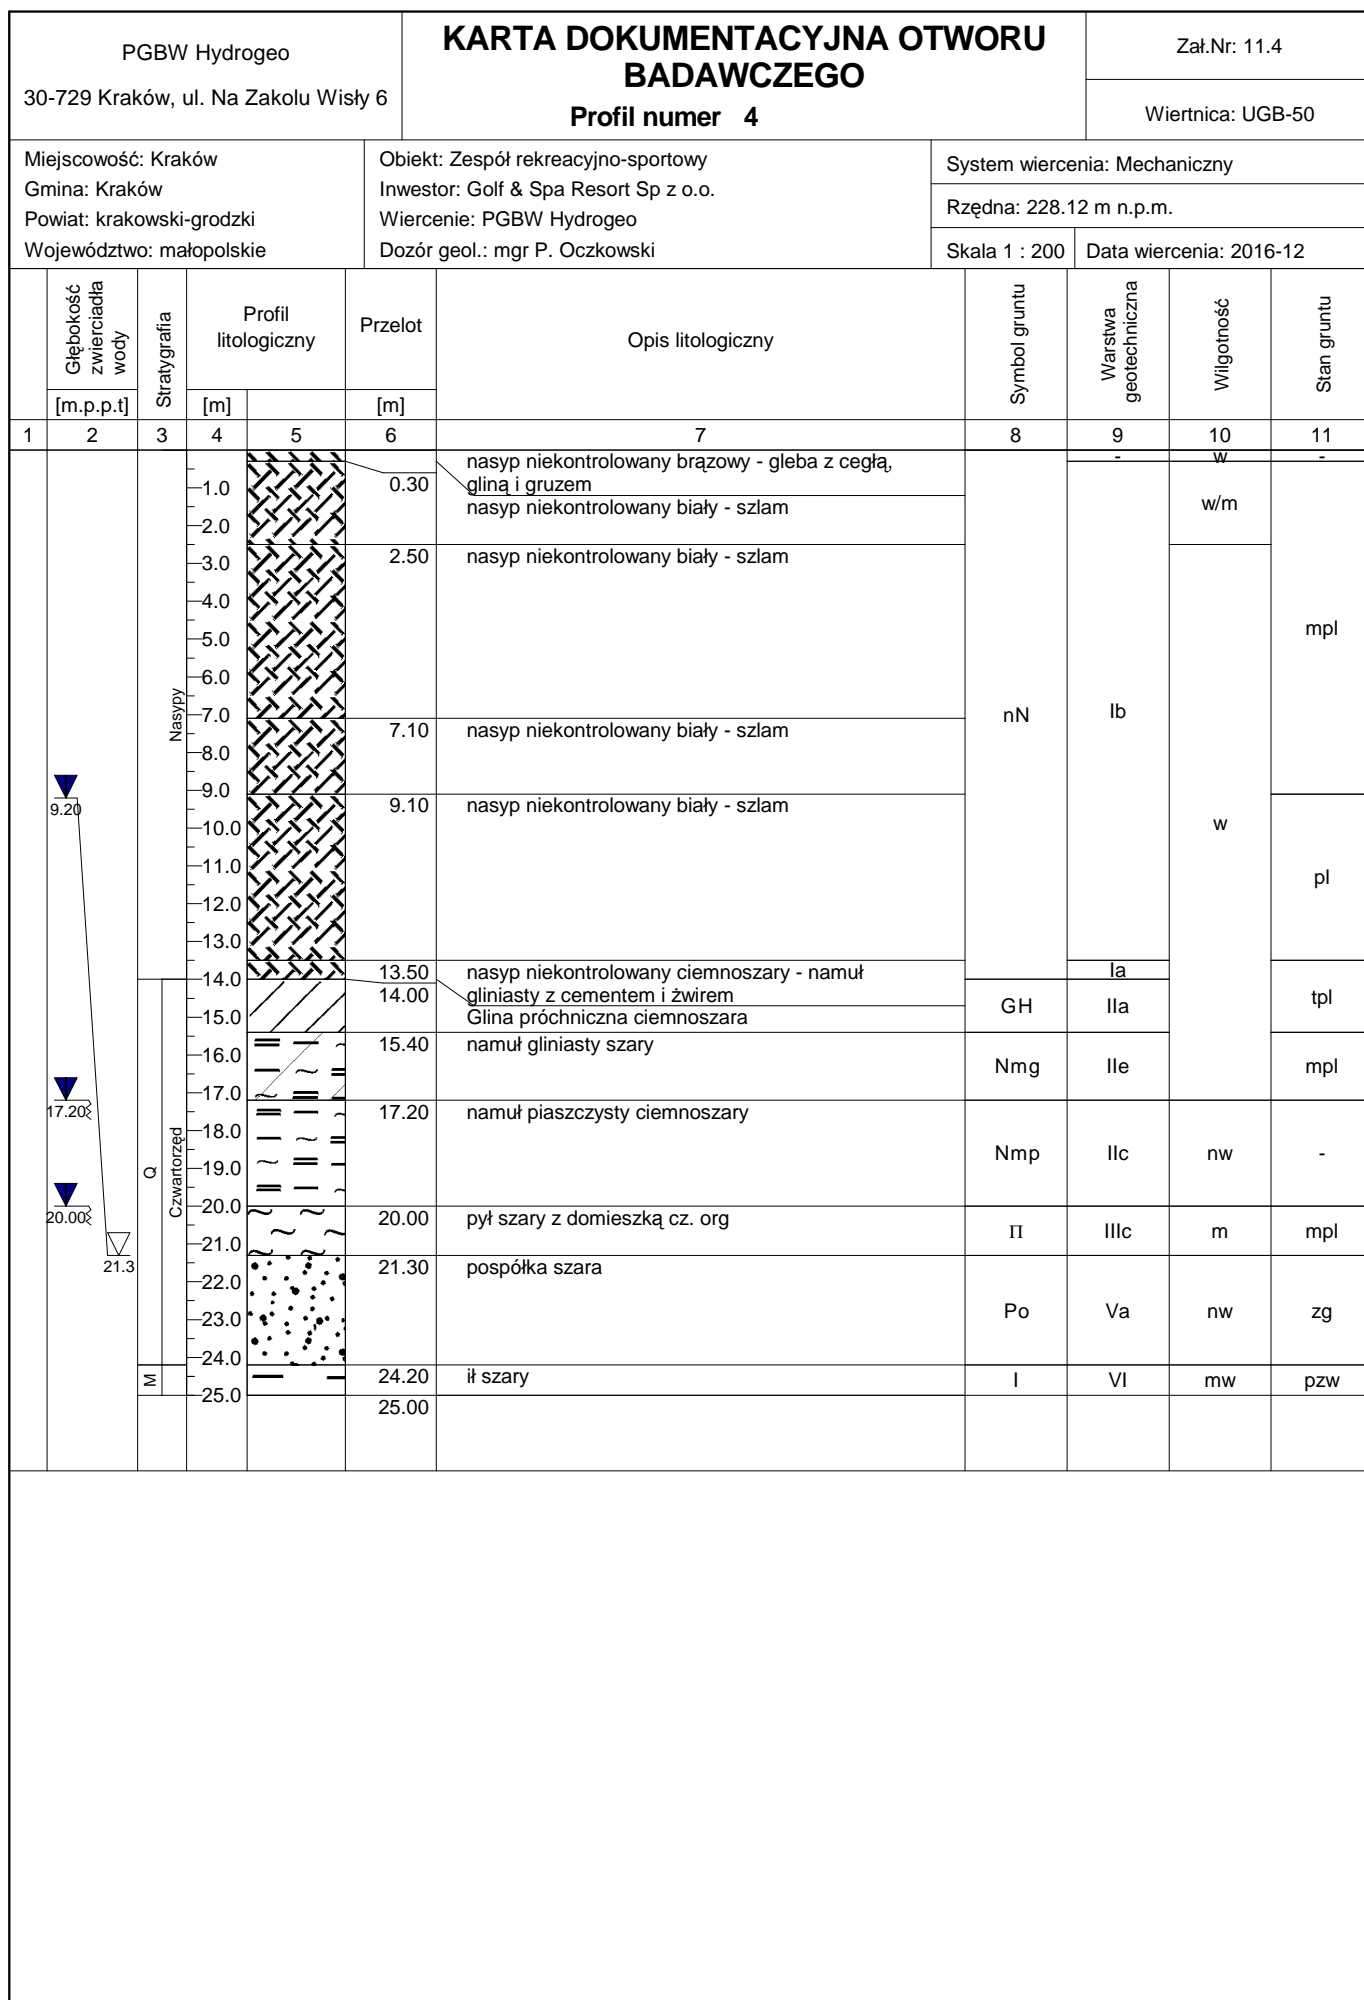 PGBW Hydrogeo
30-729 Kraków, ul. Na Zakolu Wisły 6
KARTA DOKUMENTACYJNA OTWORU
BADAWCZEGO
Profil numer 4
Zał.Nr: 11.4
Wiertnica: UGB-50
Miejscowość: Kraków
Gmina: Kraków
Powiat: krakowski-grodzki
Województwo: małopolskie
Obiekt: Zespół rekreacyjno-sportowy
Inwestor: Golf & Spa Resort Sp z o.o.
Wiercenie: PGBW Hydrogeo
Dozór geol.: mgr P. Oczkowski
System wiercenia: Mechaniczny
Rzędna: 228.12 m n.p.m.
Skala 1 : 200
Data wiercenia: 2016-12
Głębokość
zwierciadła
wody
[m.p.p.t]
Stratygrafia
Profil
litologiczny
[m]
Przelot
[m]
Opis litologiczny
Symbol gruntu
Warstwa
geotechniczna
Wilgotność
Stan gruntu
1 2 3 4 5 6 7 8 9 10 11
9.20
17.20
20.00
21.3
Nasypy
Q
Czwartorzęd
M
1.0
2.0
3.0
4.0
5.0
6.0
7.0
8.0
9.0
10.0
11.0
12.0
13.0
14.0
15.0
16.0
17.0
18.0
19.0
20.0
21.0
22.0
23.0
24.0
25.0
0.30
2.50
7.10
9.10
13.50
14.00
15.40
17.20
20.00
21.30
24.20
25.00
nasyp niekontrolowany brązowy - gleba z cegłą,
gliną i gruzem
nasyp niekontrolowany biały - szlam
nasyp niekontrolowany biały - szlam
nasyp niekontrolowany biały - szlam
nasyp niekontrolowany biały - szlam
nasyp niekontrolowany ciemnoszary - namuł
gliniasty z cementem i żwirem
Glina próchniczna ciemnoszara
namuł gliniasty szary
namuł piaszczysty ciemnoszary
pył szary z domieszką cz. org
pospółka szara
ił szary
nN
GH
Nmg
Nmp
Π
Po
I
-
Ib
Ia
IIa
IIe
IIc
IIIc
Va
VI
w
w/m
w
nw
m
nw
mw
-
mpl
pl
tpl
mpl
-
mpl
zg
pzw